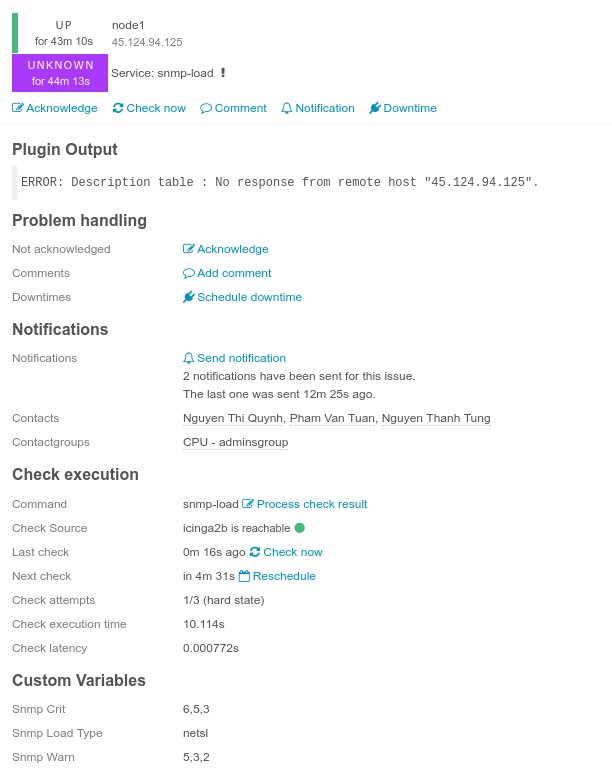 UP
for 43m 10s
node1
45.124.94.125
UNKNOWN
for 44m 13s
Service: snmp-load !
Acknowledge Check now Comment Notification Downtime
Plugin Output
ERROR: Description table : No response from remote host "45.124.94.125".
Problem handling
Not acknowledged Acknowledge
Comments Add comment
Downtimes Schedule downtime
Notifications
Notifications Send notification
2 notifications have been sent for this issue.
The last one was sent 12m 25s ago.
Contacts Nguyen Thi Quynh, Pham Van Tuan, Nguyen Thanh Tung
Contactgroups CPU - adminsgroup
Check execution
Command snmp-load Process check result
Check Source icinga2b is reachable
Last check 0m 16s ago Check now
Next check in 4m 31s Reschedule
Check attempts 1/3 (hard state)
Check execution time 10.114s
Check latency 0.000772s
Custom Variables
Snmp Crit 6,5,3
Snmp Load Type netsl
Snmp Warn 5,3,2